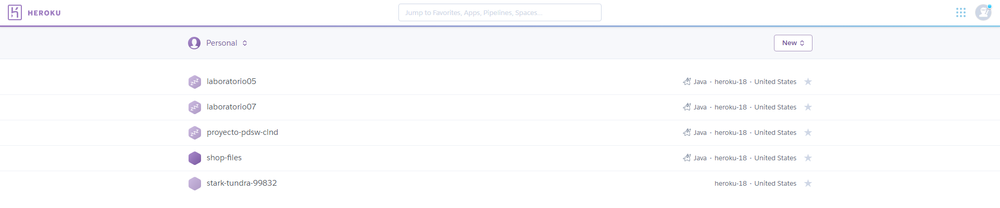 HEROKU
Jump to Favorites, Apps, Pipelines, Spaces...
Personal
New
zzz laboratorio05 Java · heroku-18 · United States
zzz laboratorio07 Java · heroku-18 · United States
zzz proyecto-pdsw-clnd Java · heroku-18 · United States
shop-files Java · heroku-18 · United States
stark-tundra-99832 heroku-18 · United States